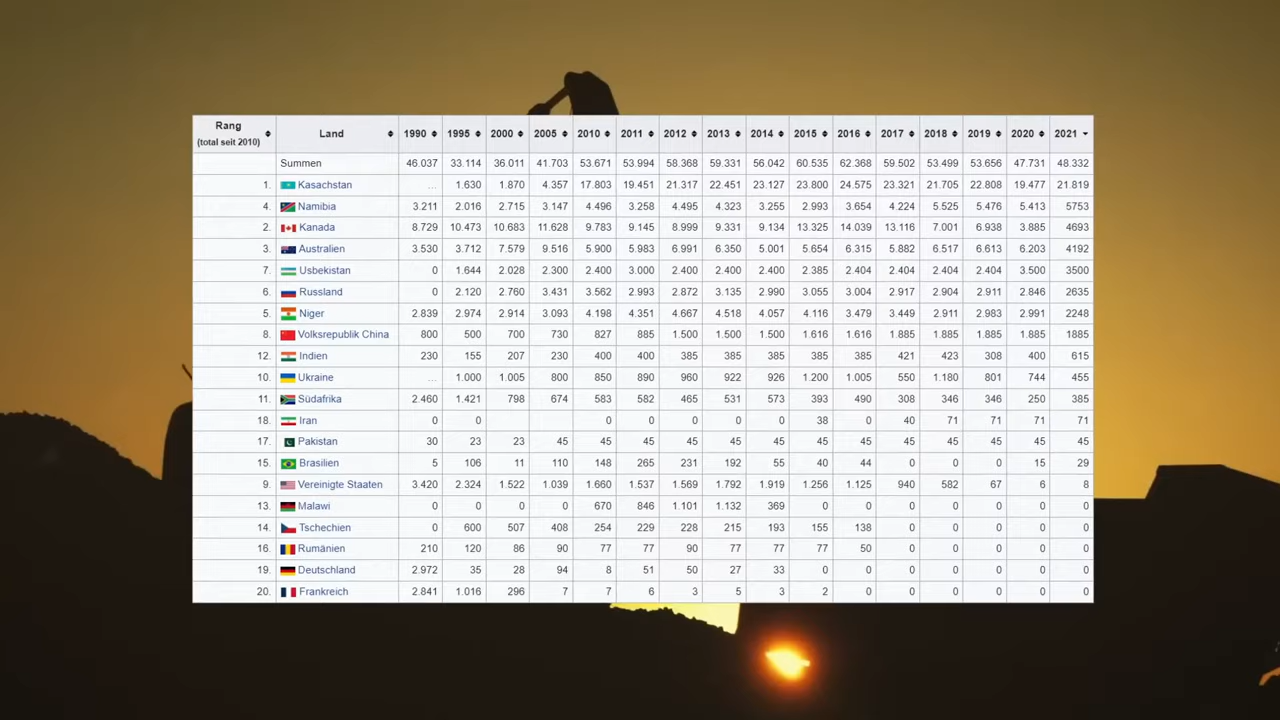 Rang (total seit 2010) Land 1990 1995 2000 2005 2010 2011 2012 2013 2014 2015 2016 2017 2018 2019 2020 2021
Summen 46.037 33.114 36.011 41.703 53.671 53.994 58.368 59.331 56.042 60.535 62.368 59.502 53.499 53.656 47.731 48.332
1. Kasachstan ... 1.630 1.870 4.357 17.803 19.451 21.317 22.451 23.127 23.800 24.575 23.321 21.705 22.808 19.477 21.819
4. Namibia 3.211 2.016 2.715 3.147 4.496 3.258 4.495 4.323 3.255 2.993 3.654 4.224 5.525 5.476 5.413 5753
2. Kanada 8.729 10.473 10.683 11.628 9.783 9.145 8.999 9.331 9.134 13.325 14.039 13.116 7.001 6.938 3.885 4693
3. Australien 3.530 3.712 7.579 9.516 5.900 5.983 6.991 6.350 5.001 5.654 6.315 5.882 6.517 6.613 6.203 4192
7. Usbekistan 0 1.644 2.028 2.300 2.400 3.000 2.400 2.400 2.400 2.385 2.404 2.404 2.404 2.404 3.500 3500
6. Russland 0 2.120 2.760 3.431 3.562 2.993 2.872 3.135 2.990 3.055 3.004 2.917 2.904 2.911 2.846 2635
5. Niger 2.839 2.974 2.914 3.093 4.198 4.351 4.667 4.518 4.057 4.116 3.479 3.449 2.911 2.983 2.991 2248
8. Volksrepublik China 800 500 700 730 827 885 1.500 1.500 1.500 1.616 1.616 1.885 1.885 1.885 1.885 1885
12. Indien 230 155 207 230 400 400 385 385 385 385 385 421 423 308 400 615
10. Ukraine ... 1.000 1.005 800 850 890 960 922 926 1.200 1.005 550 1.180 801 744 455
11. Südafrika 2.460 1.421 798 674 583 582 465 531 573 393 490 308 346 346 250 385
18. Iran 0 0 0 0 0 0 0 38 0 40 71 71 71 71
17. Pakistan 30 23 23 45 45 45 45 45 45 45 45 45 45 45 45 45
15. Brasilien 5 106 11 110 148 265 231 192 55 40 44 0 0 0 15 29
9. Vereinigte Staaten 3.420 2.324 1.522 1.039 1.660 1.537 1.569 1.792 1.919 1.256 1.125 940 582 67 6 8
13. Malawi 0 0 0 0 670 846 1.101 1.132 369 0 0 0 0 0 0 0
14. Tschechien 0 600 507 408 254 229 228 215 193 155 138 0 0 0 0 0
16. Rumänien 210 120 86 90 77 77 90 77 77 77 50 0 0 0 0 0
19. Deutschland 2.972 35 28 94 8 51 50 27 33 0 0 0 0 0 0 0
20. Frankreich 2.841 1.016 296 7 7 6 3 5 3 2 0 0 0 0 0 0